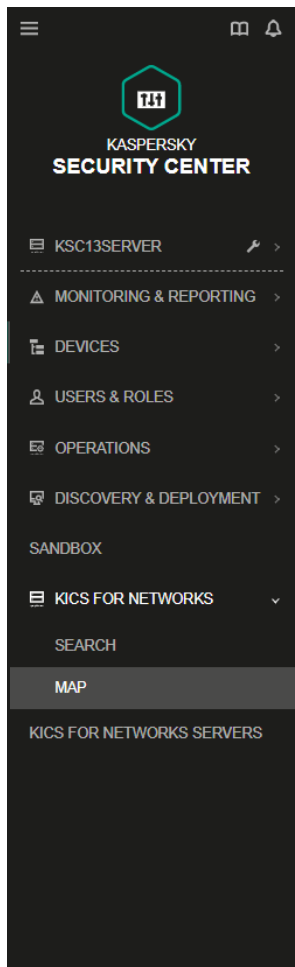 KASPERSKY
SECURITY CENTER
KSC13SERVER
MONITORING & REPORTING
DEVICES
USERS & ROLES
OPERATIONS
DISCOVERY & DEPLOYMENT
SANDBOX
KICS FOR NETWORKS
SEARCH
MAP
KICS FOR NETWORKS SERVERS